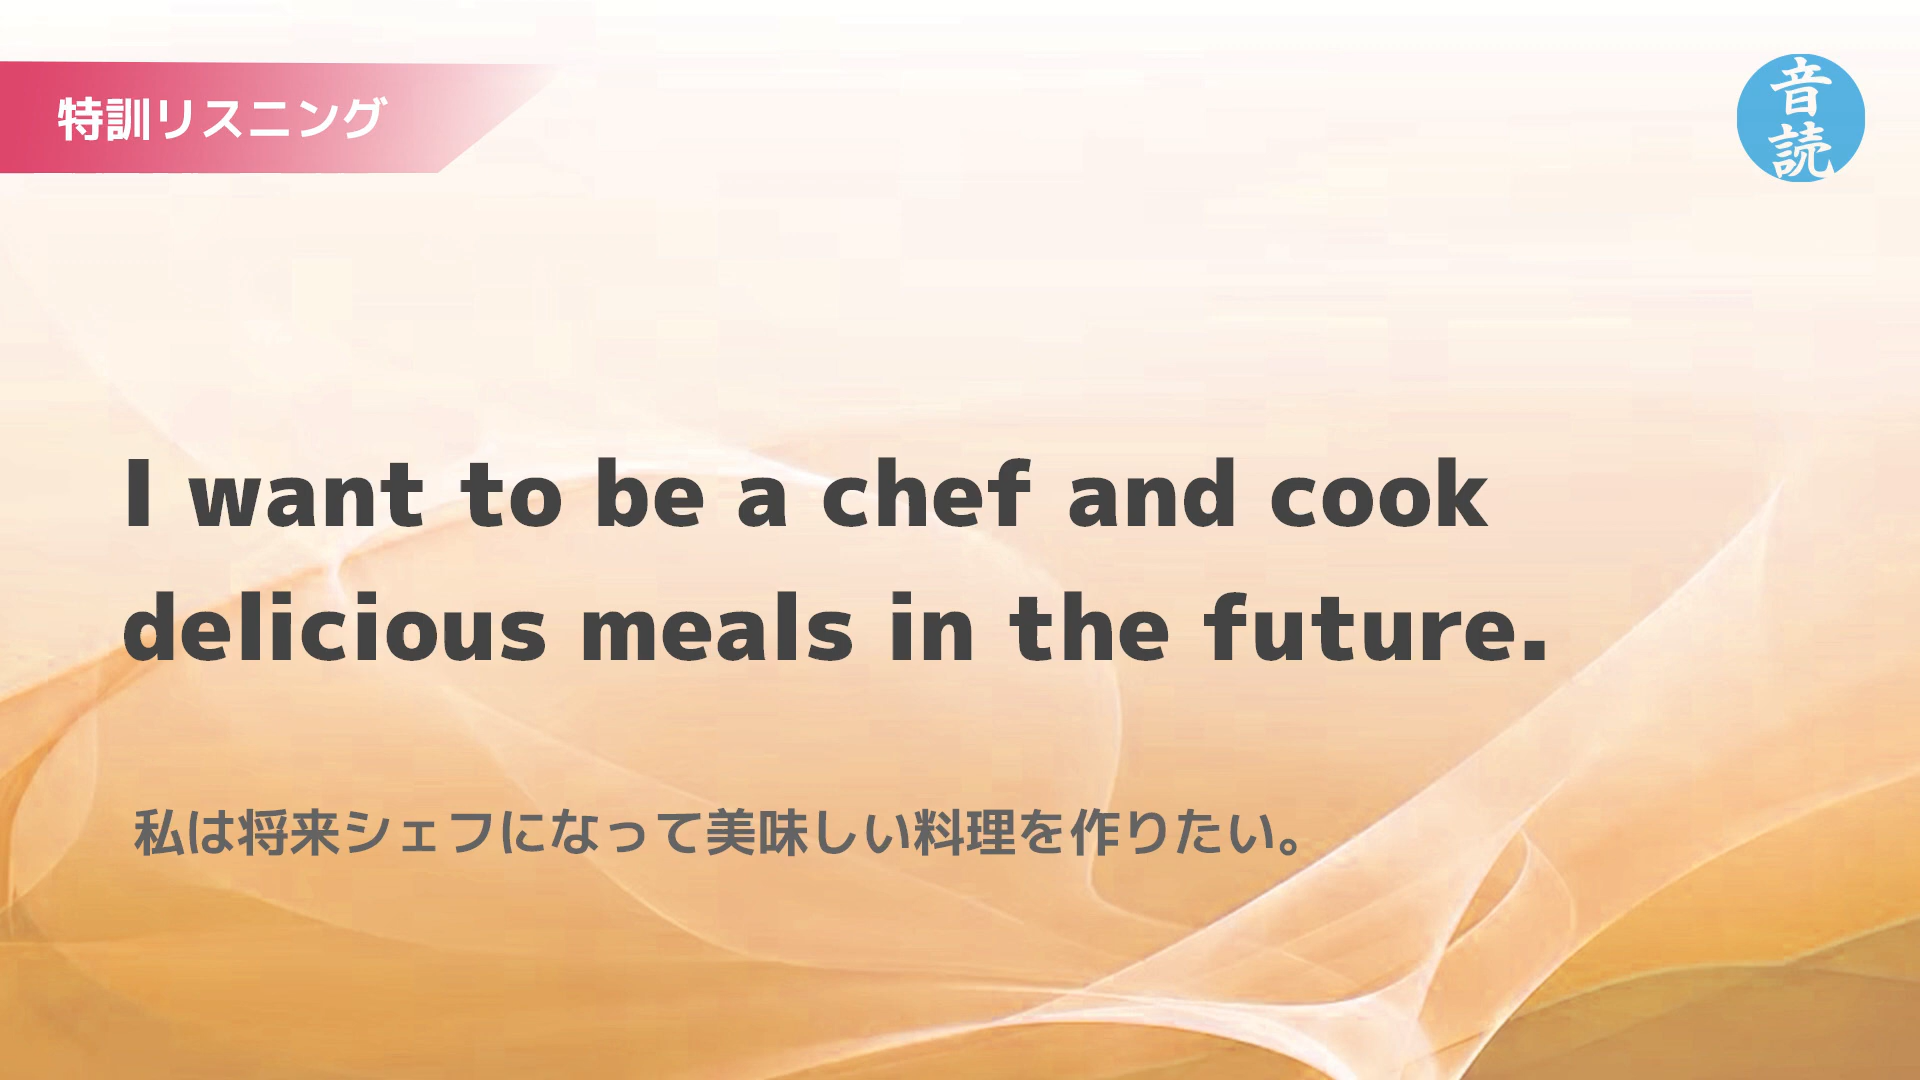 特訓リスニング
音
読
I want to be a chef and cook
delicious meals in the future.
私は将来シェフになって美味しい料理を作りたい。